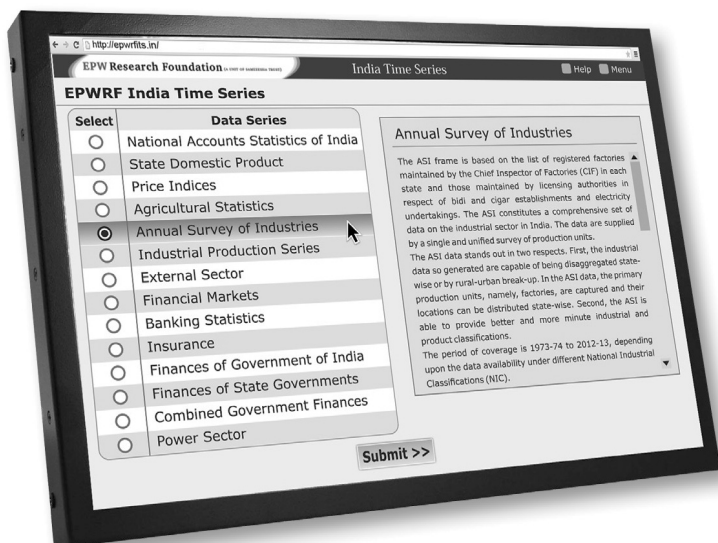 http://epwrfits.in/
EPW Research Foundation (A UNIT OF SAMEEKSHA TRUST)
India Time Series
Help
Menu
EPWRF India Time Series
Select
Data Series
National Accounts Statistics of India
State Domestic Product
Price Indices
Agricultural Statistics
Annual Survey of Industries
Industrial Production Series
External Sector
Financial Markets
Banking Statistics
Insurance
Finances of Government of India
Finances of State Governments
Combined Government Finances
Power Sector
Annual Survey of Industries
The ASI frame is based on the list of registered factories
maintained by the Chief Inspector of Factories (CIF) in each
state and those maintained by licensing authorities in
respect of bidi and cigar establishments and electricity
undertakings. The ASI constitutes a comprehensive set of
data on the industrial sector in India. The data are supplied
by a single and unified survey of production units.
The ASI data stands out in two respects. First, the industrial
data so generated are capable of being disaggregated state-
wise or by rural-urban break-up. In the ASI data, the primary
production units, namely, factories, are captured and their
locations can be distributed state-wise. Second, the ASI is
able to provide better and more minute industrial and
product classifications.
The period of coverage is 1973-74 to 2012-13, depending
upon the data availability under different National Industrial
Classifications (NIC).
Submit >>